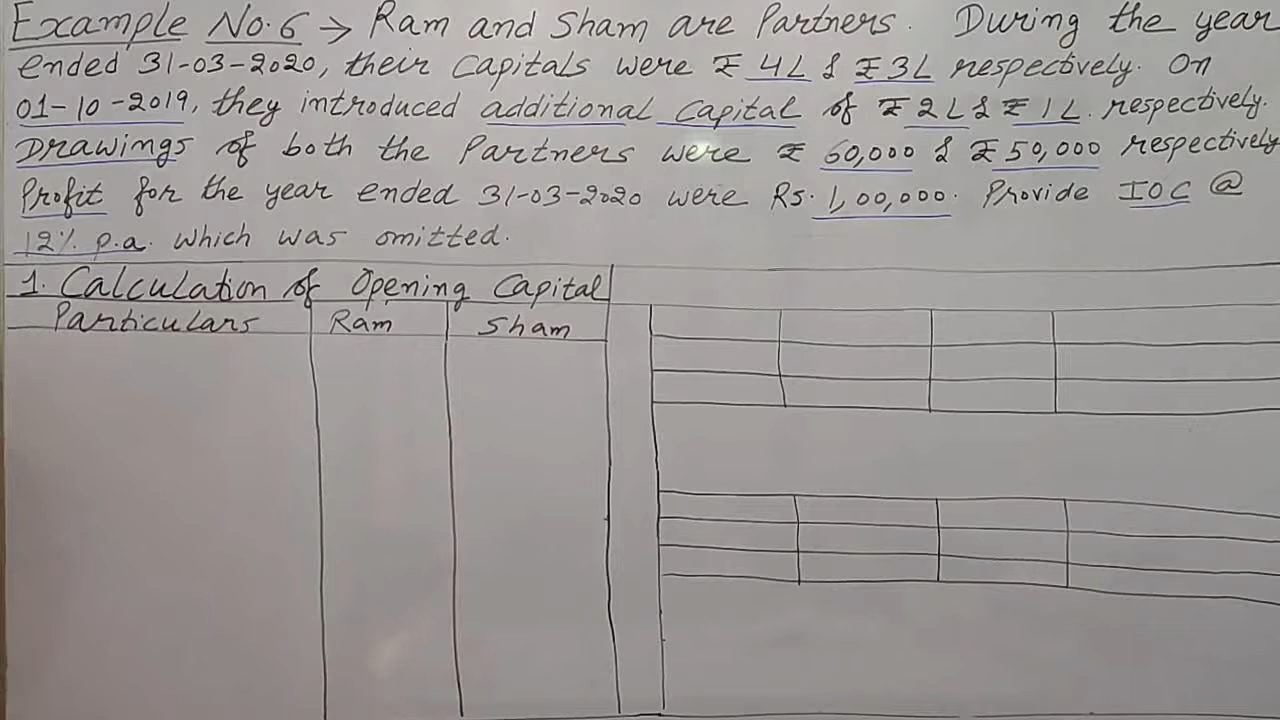 Example No.6 → Ram and Sham are Partners. During the year
ended 31-03-2020, their Capitals were ₹ 4L & ₹ 3L respectively. On
01-10-2019, they introduced additional Capital of ₹ 2L & ₹ 1L. respectively.
Drawings of both the Partners were ₹ 60,000 & ₹ 50,000 respectively
Profit for the year ended 31-03-2020 were Rs. 1,00,000. Provide IOC @
12% p.a. which was omitted.
1. Calculation of Opening Capital
Particulars Ram Sham